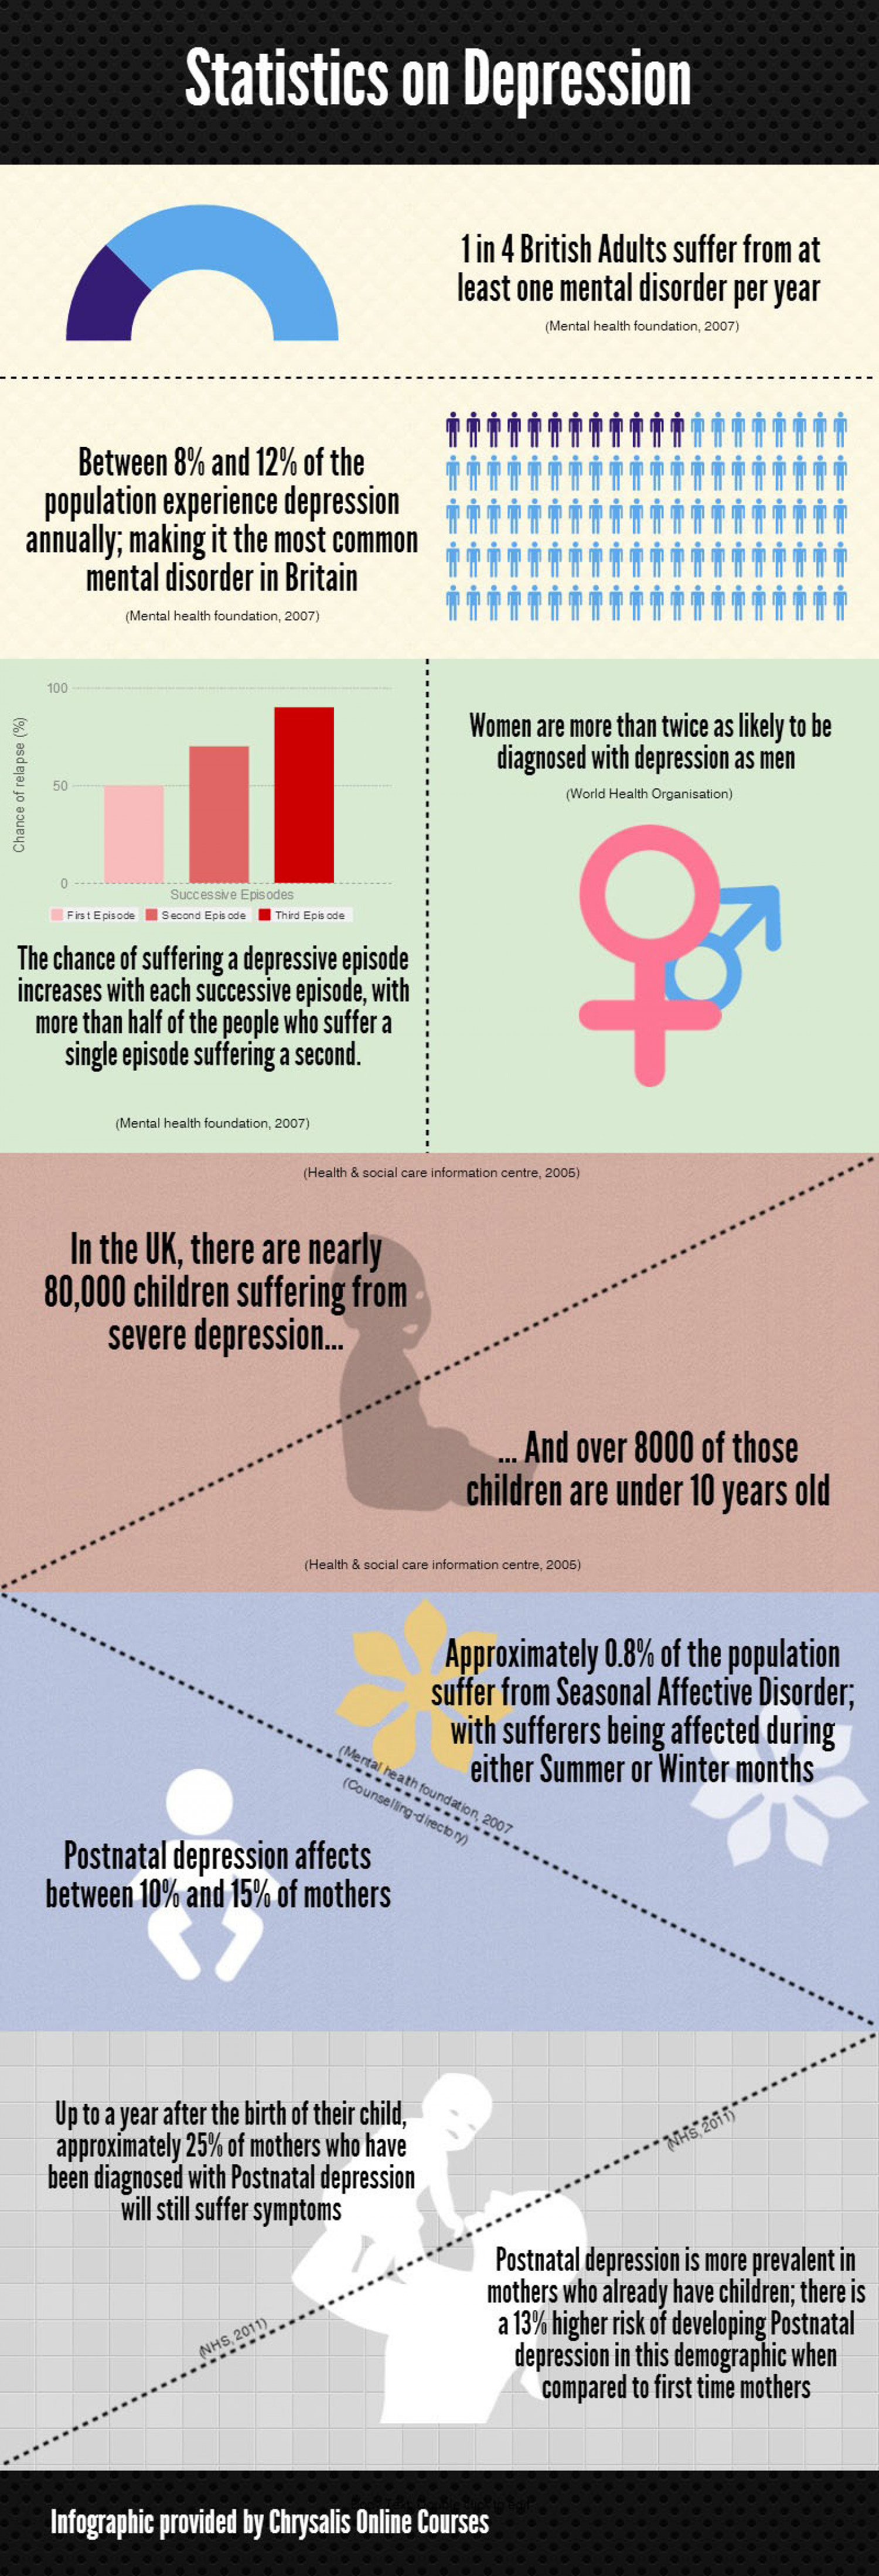 Statistics on Depression
1 in 4 British Adults suffer from at
least one mental disorder per year
(Mental health foundation, 2007)
Between 8% and 12% of the
population experience depression
annually; making it the most common
mental disorder in Britain
(Mental health foundation, 2007)
100
50
0
Chance of relapse (%)
Successive Episodes
First Episode Second Episode Third Episode
The chance of suffering a depressive episode
increases with each successive episode, with
more than half of the people who suffer a
single episode suffering a second.
(Mental health foundation, 2007)
Women are more than twice as likely to be
diagnosed with depression as men
(World Health Organisation)
(Health & social care information centre, 2005)
In the UK, there are nearly
80,000 children suffering from
severe depression...
... And over 8000 of those
children are under 10 years old
(Health & social care information centre, 2005)
Approximately 0.8% of the population
suffer from Seasonal Affective Disorder;
with sufferers being affected during
either Summer or Winter months
(Mental heath foundation, 2007
(Counselling-directory)
Postnatal depression affects
between 10% and 15% of mothers
Up to a year after the birth of their child,
approximately 25% of mothers who have
been diagnosed with Postnatal depression
will still suffer symptoms
(NHS, 2011)
(NHS, 2011)
Postnatal depression is more prevalent in
mothers who already have children; there is
a 13% higher risk of developing Postnatal
depression in this demographic when
compared to first time mothers
Infographic provided by Chrysalis Online Courses